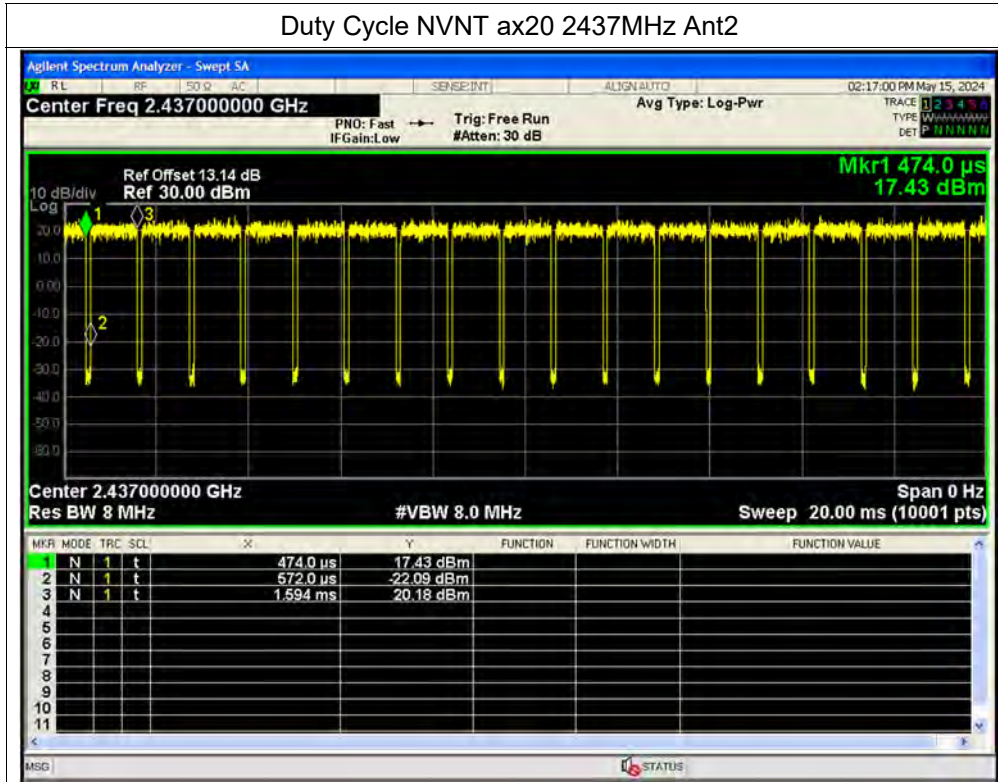 Duty Cycle NVNT ax20 2437MHz Ant2
Agilent Spectrum Analyzer - Swept SA
RL RF 50 Ω AC SENSE:INT ALIGN AUTO 02:17:00 PM May 15, 2024
Center Freq 2.437000000 GHz Avg Type: Log-Pwr TRACE 1 2 3 4 5 6
PNO: Fast Trig: Free Run TYPE W
IFGain:Low #Atten: 30 dB DET P N N N N N
Mkr1 474.0 µs
Ref Offset 13.14 dB
10 dB/div Ref 30.00 dBm 17.43 dBm
Log
1 3
20.0
10.0
0.00
-10.0
2
-20.0
-30.0
-40.0
-50.0
-60.0
Center 2.437000000 GHz Span 0 Hz
Res BW 8 MHz #VBW 8.0 MHz Sweep 20.00 ms (10001 pts)
MKR MODE TRC SCL X Y FUNCTION FUNCTION WIDTH FUNCTION VALUE
1 N 1 t 474.0 µs 17.43 dBm
2 N 1 t 572.0 µs -22.09 dBm
3 N 1 t 1.594 ms 20.18 dBm
4
5
6
7
8
9
10
11
MSG STATUS